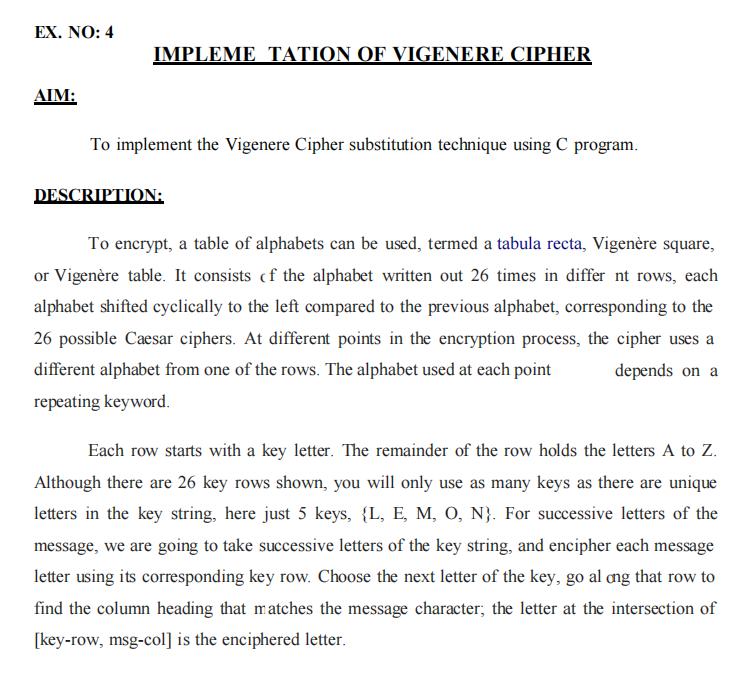 EX. NO: 4
IMPLEME TATION OF VIGENERE CIPHER
AIM:
To implement the Vigenere Cipher substitution technique using C program.
DESCRIPTION:
To encrypt, a table of alphabets can be used, termed a tabula recta, Vigenère square,
or Vigenère table. It consists of the alphabet written out 26 times in differ nt rows, each
alphabet shifted cyclically to the left compared to the previous alphabet, corresponding to the
26 possible Caesar ciphers. At different points in the encryption process, the cipher uses a
different alphabet from one of the rows. The alphabet used at each point depends on a
repeating keyword.
Each row starts with a key letter. The remainder of the row holds the letters A to Z.
Although there are 26 key rows shown, you will only use as many keys as there are unique
letters in the key string, here just 5 keys, {L, E, M, O, N}. For successive letters of the
message, we are going to take successive letters of the key string, and encipher each message
letter using its corresponding key row. Choose the next letter of the key, go al ong that row to
find the column heading that matches the message character; the letter at the intersection of
[key-row, msg-col] is the enciphered letter.